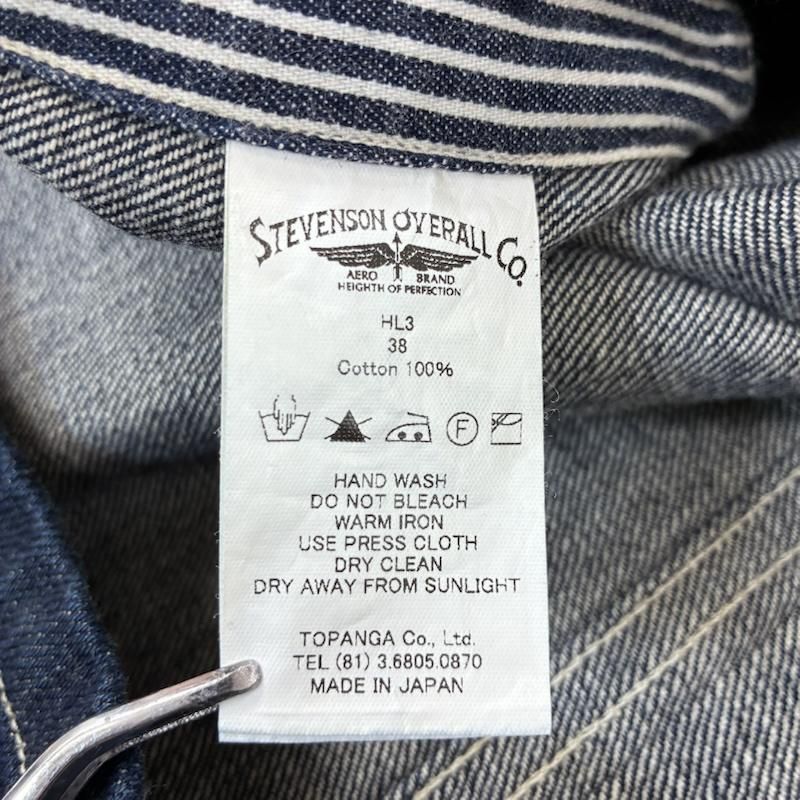 STEVENSON OVERALL CO.
AERO BRAND
HEIGHTH OF PERFECTION
HL3
38
Cotton 100%
F
HAND WASH
DO NOT BLEACH
WARM IRON
USE PRESS CLOTH
DRY CLEAN
DRY AWAY FROM SUNLIGHT
TOPANGA Co., Ltd.
TEL (81) 3.6805.0870
MADE IN JAPAN